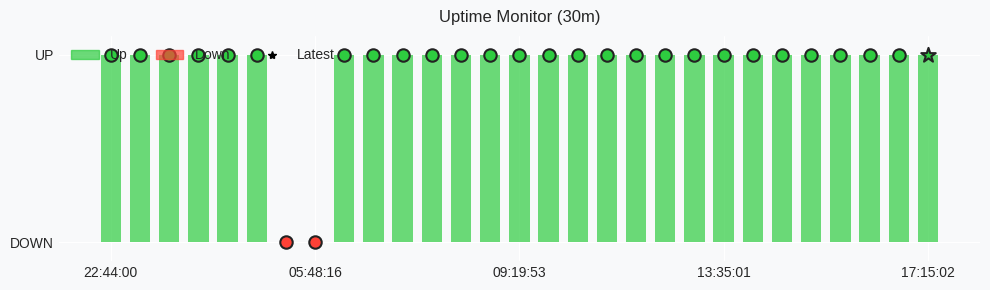 Uptime Monitor (30m)
UP
Up
Down
Latest
DOWN
22:44:00
05:48:16
09:19:53
13:35:01
17:15:02